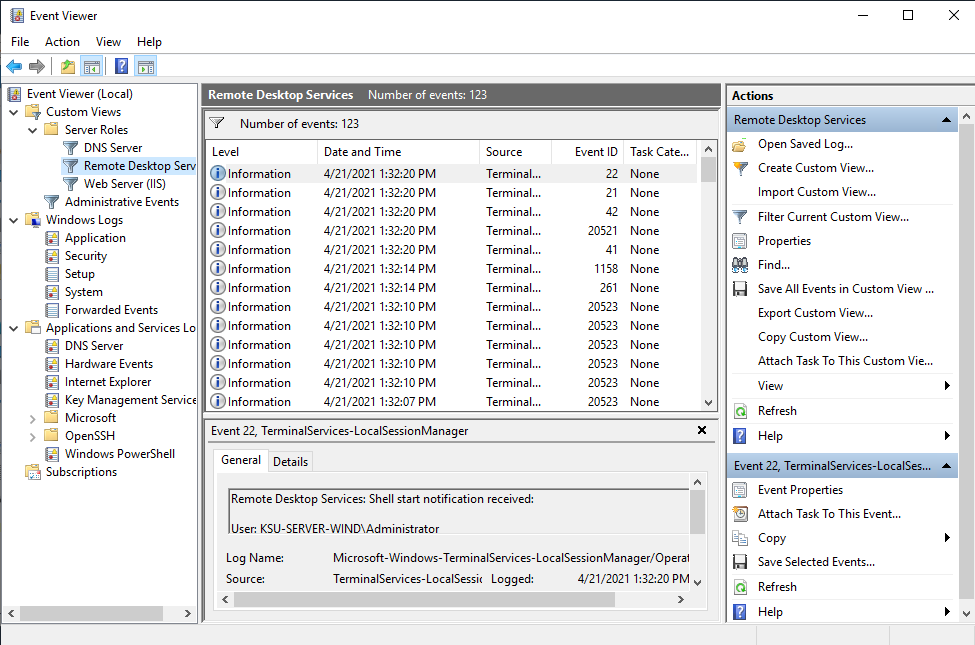 Event Viewer
File Action View Help
Event Viewer (Local)
Custom Views
Server Roles
DNS Server
Remote Desktop Serv
Web Server (IIS)
Administrative Events
Windows Logs
Application
Security
Setup
System
Forwarded Events
Applications and Services Lo
DNS Server
Hardware Events
Internet Explorer
Key Management Service
Microsoft
OpenSSH
Windows PowerShell
Subscriptions
Remote Desktop Services Number of events: 123
Number of events: 123
Level Date and Time Source Event ID Task Cate...
Information 4/21/2021 1:32:20 PM Terminal... 22 None
Information 4/21/2021 1:32:20 PM Terminal... 21 None
Information 4/21/2021 1:32:20 PM Terminal... 42 None
Information 4/21/2021 1:32:20 PM Terminal... 20521 None
Information 4/21/2021 1:32:20 PM Terminal... 41 None
Information 4/21/2021 1:32:14 PM Terminal... 1158 None
Information 4/21/2021 1:32:14 PM Terminal... 261 None
Information 4/21/2021 1:32:10 PM Terminal... 20523 None
Information 4/21/2021 1:32:10 PM Terminal... 20523 None
Information 4/21/2021 1:32:10 PM Terminal... 20523 None
Information 4/21/2021 1:32:10 PM Terminal... 20523 None
Information 4/21/2021 1:32:10 PM Terminal... 20523 None
Information 4/21/2021 1:32:07 PM Terminal... 20523 None
Event 22, TerminalServices-LocalSessionManager
General Details
Remote Desktop Services: Shell start notification received:
User: KSU-SERVER-WIND\Administrator
Log Name: Microsoft-Windows-TerminalServices-LocalSessionManager/Operat
Source: TerminalServices-LocalSessic Logged: 4/21/2021 1:32:20 PM
Actions
Remote Desktop Services
Open Saved Log...
Create Custom View...
Import Custom View...
Filter Current Custom View...
Properties
Find...
Save All Events in Custom View ...
Export Custom View...
Copy Custom View...
Attach Task To This Custom Vie...
View
Refresh
Help
Event 22, TerminalServices-LocalSes...
Event Properties
Attach Task To This Event...
Copy
Save Selected Events...
Refresh
Help